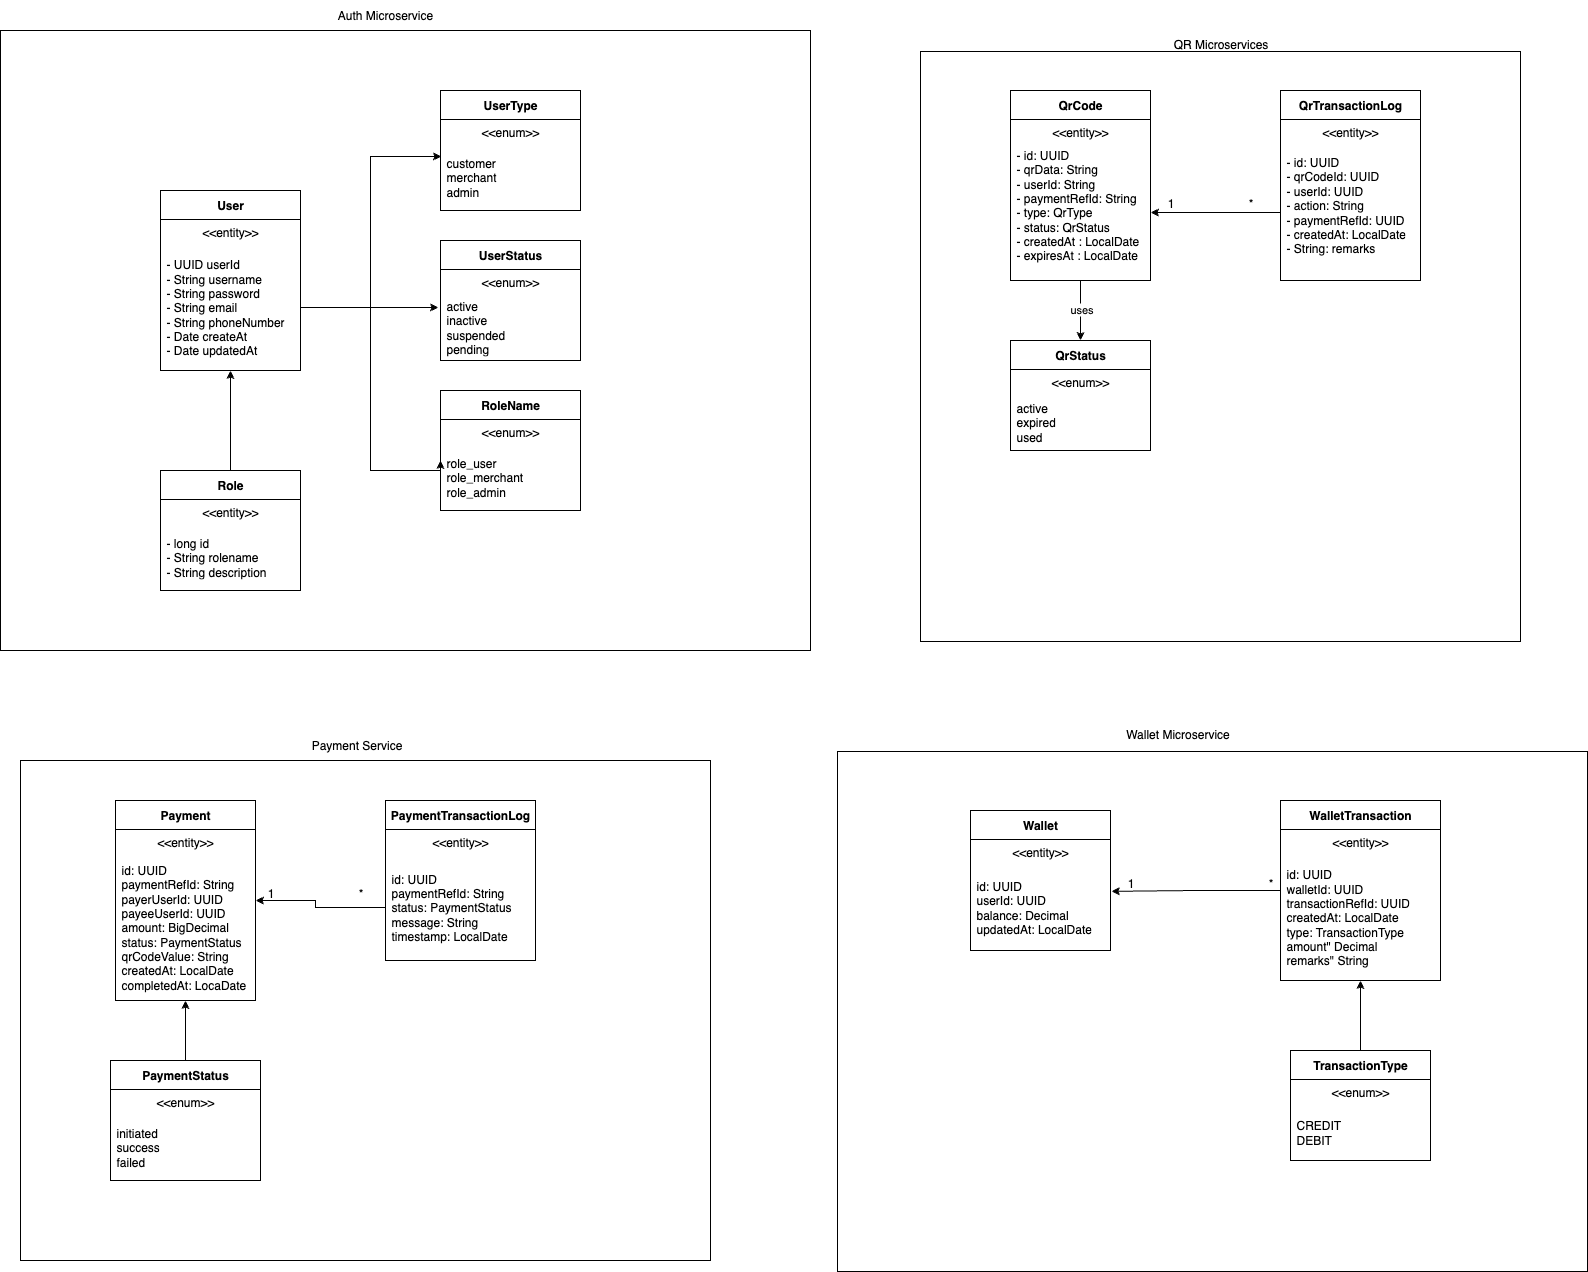 Auth Microservice
UserType
<<enum>>
customer
merchant
admin
User
<<entity>>
- UUID userId
- String username
- String password
- String email
- String phoneNumber
- Date createAt
- Date updatedAt
UserStatus
<<enum>>
active
inactive
suspended
pending
RoleName
<<enum>>
role_user
role_merchant
role_admin
Role
<<entity>>
- long id
- String rolename
- String description
QR Microservices
QrCode
<<entity>>
- id: UUID
- qrData: String
- userId: String
- paymentRefId: String
- type: QrType
- status: QrStatus
- createdAt : LocalDate
- expiresAt : LocalDate
1
*
QrTransactionLog
<<entity>>
- id: UUID
- qrCodeId: UUID
- userId: UUID
- action: String
- paymentRefId: UUID
- createdAt: LocalDate
- String: remarks
uses
QrStatus
<<enum>>
active
expired
used
Payment Service
Payment
<<entity>>
id: UUID
paymentRefId: String
payerUserId: UUID
payeeUserId: UUID
amount: BigDecimal
status: PaymentStatus
qrCodeValue: String
createdAt: LocalDate
completedAt: LocaDate
1
*
PaymentTransactionLog
<<entity>>
id: UUID
paymentRefId: String
status: PaymentStatus
message: String
timestamp: LocalDate
PaymentStatus
<<enum>>
initiated
success
failed
Wallet Microservice
Wallet
<<entity>>
id: UUID
userId: UUID
balance: Decimal
updatedAt: LocalDate
1
*
WalletTransaction
<<entity>>
id: UUID
walletId: UUID
transactionRefId: UUID
createdAt: LocalDate
type: TransactionType
amount" Decimal
remarks" String
TransactionType
<<enum>>
CREDIT
DEBIT